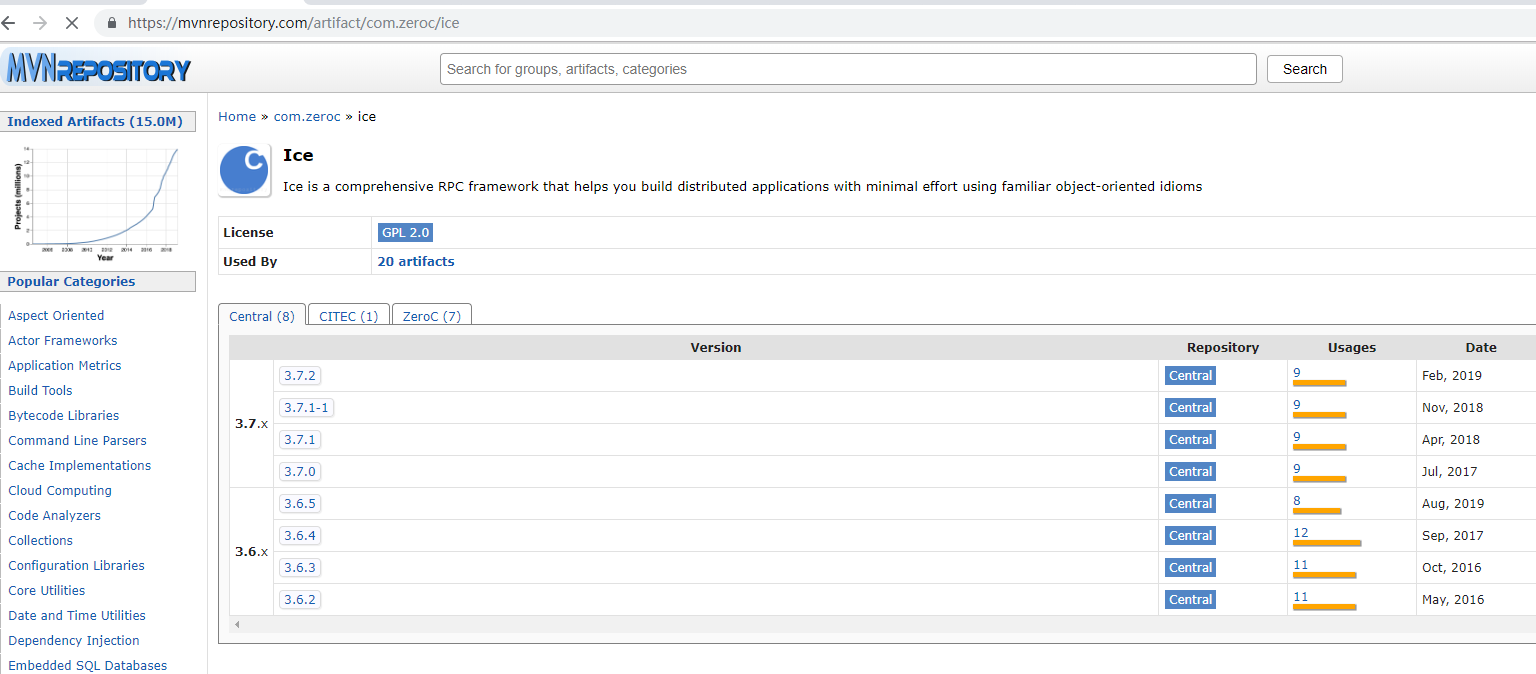 https://mvnrepository.com/artifact/com.zeroc/ice
MVNREPOSITORY
Search for groups, artifacts, categories
Search
Indexed Artifacts (15.0M)
Projects (millions)
Year
Popular Categories
Aspect Oriented
Actor Frameworks
Application Metrics
Build Tools
Bytecode Libraries
Command Line Parsers
Cache Implementations
Cloud Computing
Code Analyzers
Collections
Configuration Libraries
Core Utilities
Date and Time Utilities
Dependency Injection
Embedded SQL Databases
Home » com.zeroc » ice
C
Ice
Ice is a comprehensive RPC framework that helps you build distributed applications with minimal effort using familiar object-oriented idioms
License GPL 2.0
Used By 20 artifacts
Central (8) CITEC (1) ZeroC (7)
Version Repository Usages Date
3.7.x
3.7.2 Central 9 Feb, 2019
3.7.1-1 Central 9 Nov, 2018
3.7.1 Central 9 Apr, 2018
3.7.0 Central 9 Jul, 2017
3.6.x
3.6.5 Central 8 Aug, 2019
3.6.4 Central 12 Sep, 2017
3.6.3 Central 11 Oct, 2016
3.6.2 Central 11 May, 2016